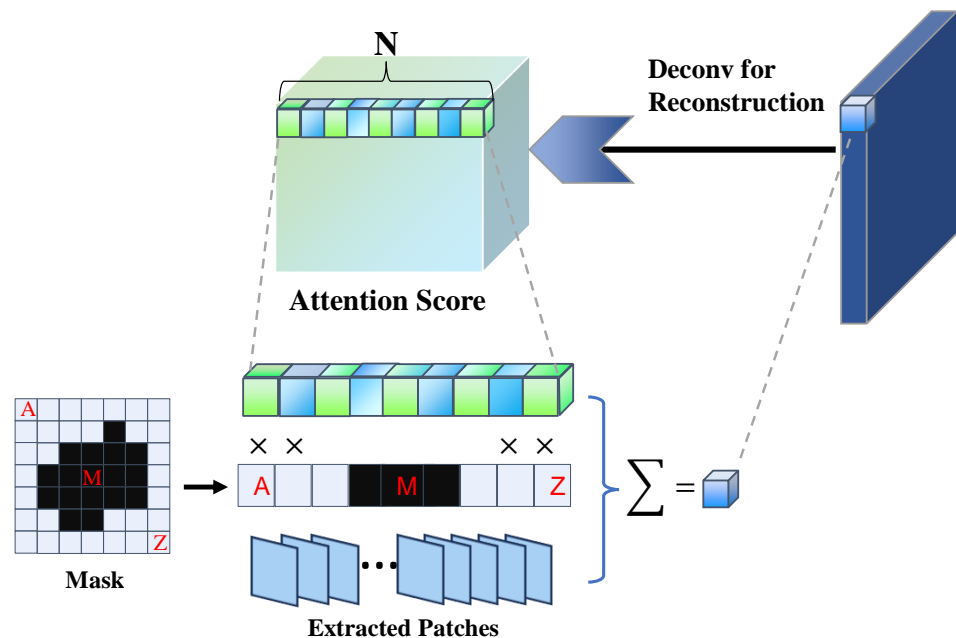 N
Deconv for
Reconstruction
Attention Score
A
M
Z
Mask
× × × ×
A M Z
∑ =
Extracted Patches